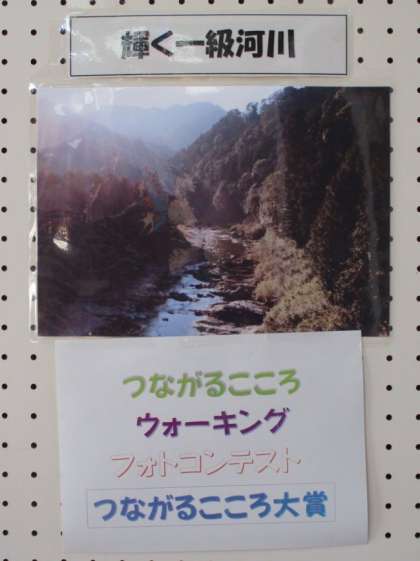 輝く一級河川
つながるこころ
ウォーキング
フォトコンテスト
つながるこころ大賞